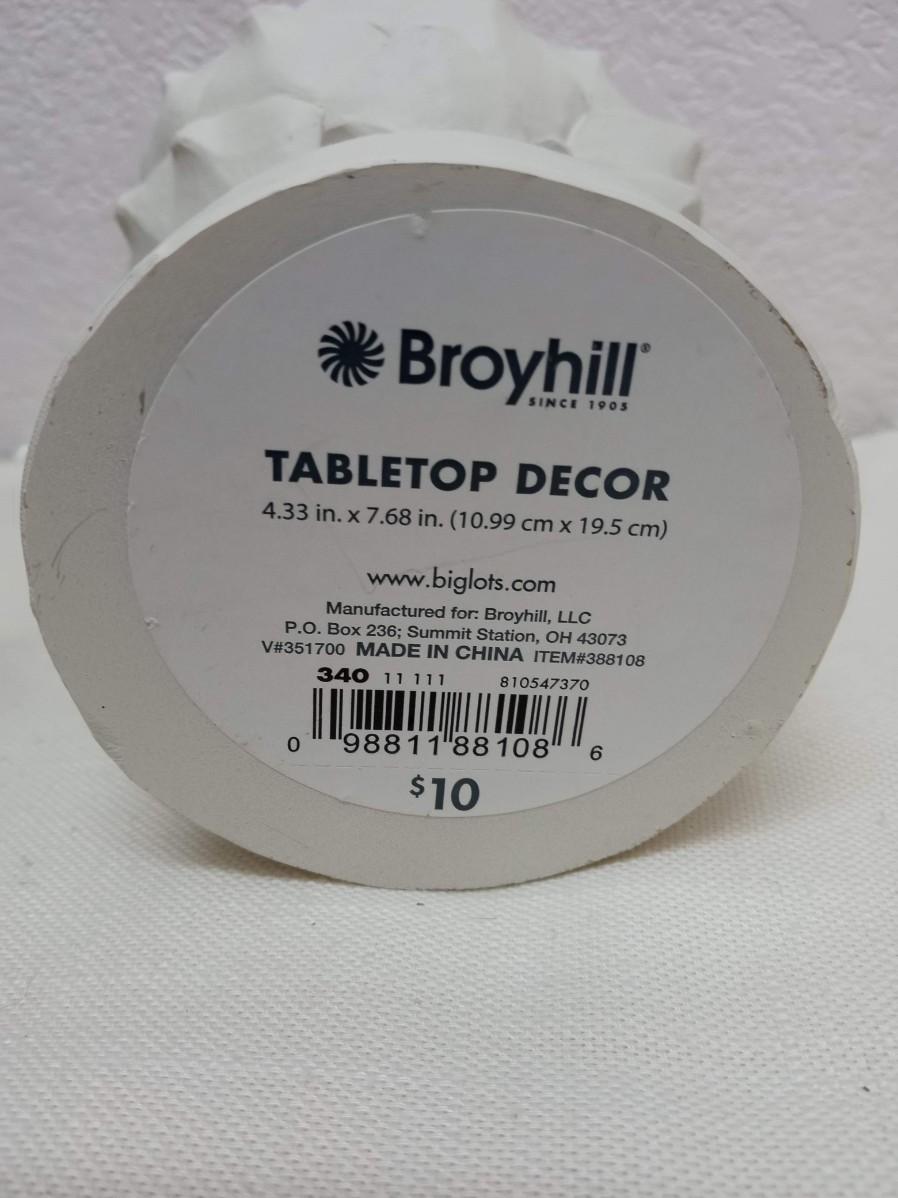 Broyhill®
SINCE 1905
TABLETOP DECOR
4.33 in. x 7.68 in. (10.99 cm x 19.5 cm)
www.biglots.com
Manufactured for: Broyhill, LLC
P.O. Box 236; Summit Station, OH 43073
V#351700 MADE IN CHINA ITEM#388108
340 11 111 810547370
0 98811 88108 6
$10